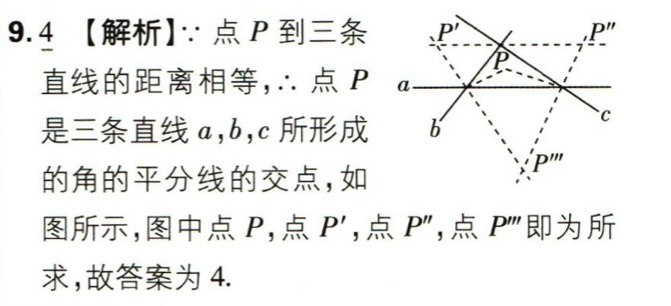 9. 4 【解析】∵ 点 P 到三条
直线的距离相等,∴ 点 P
是三条直线 a,b,c 所形成
的角的平分线的交点,如
图所示,图中点 P,点 P′,点 P″,点 P‴即为所
求,故答案为 4.
P′
P″
P
a
b
c
P‴